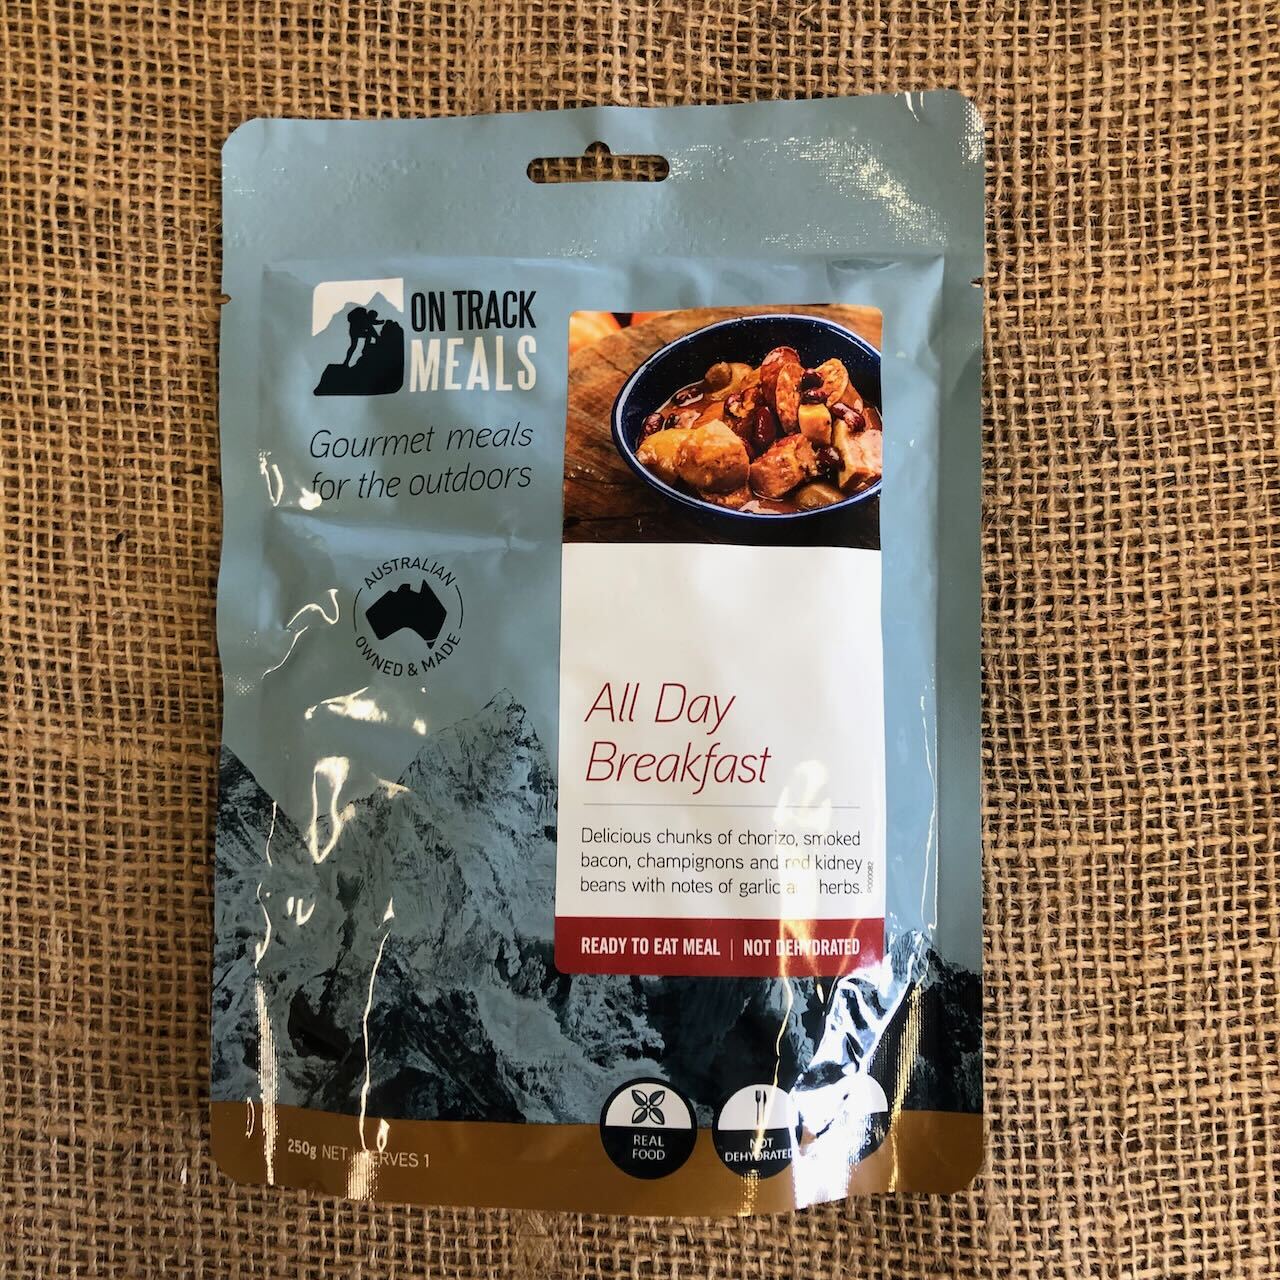 ON TRACK
MEALS
Gourmet meals
for the outdoors
AUSTRALIAN
OWNED & MADE
All Day
Breakfast
Delicious chunks of chorizo, smoked
bacon, champignons and red kidney
beans with notes of garlic a herbs.
READY TO EAT MEAL | NOT DEHYDRATED
REAL
FOOD
NOT
DEHYDRATED
250g NET SERVES 1